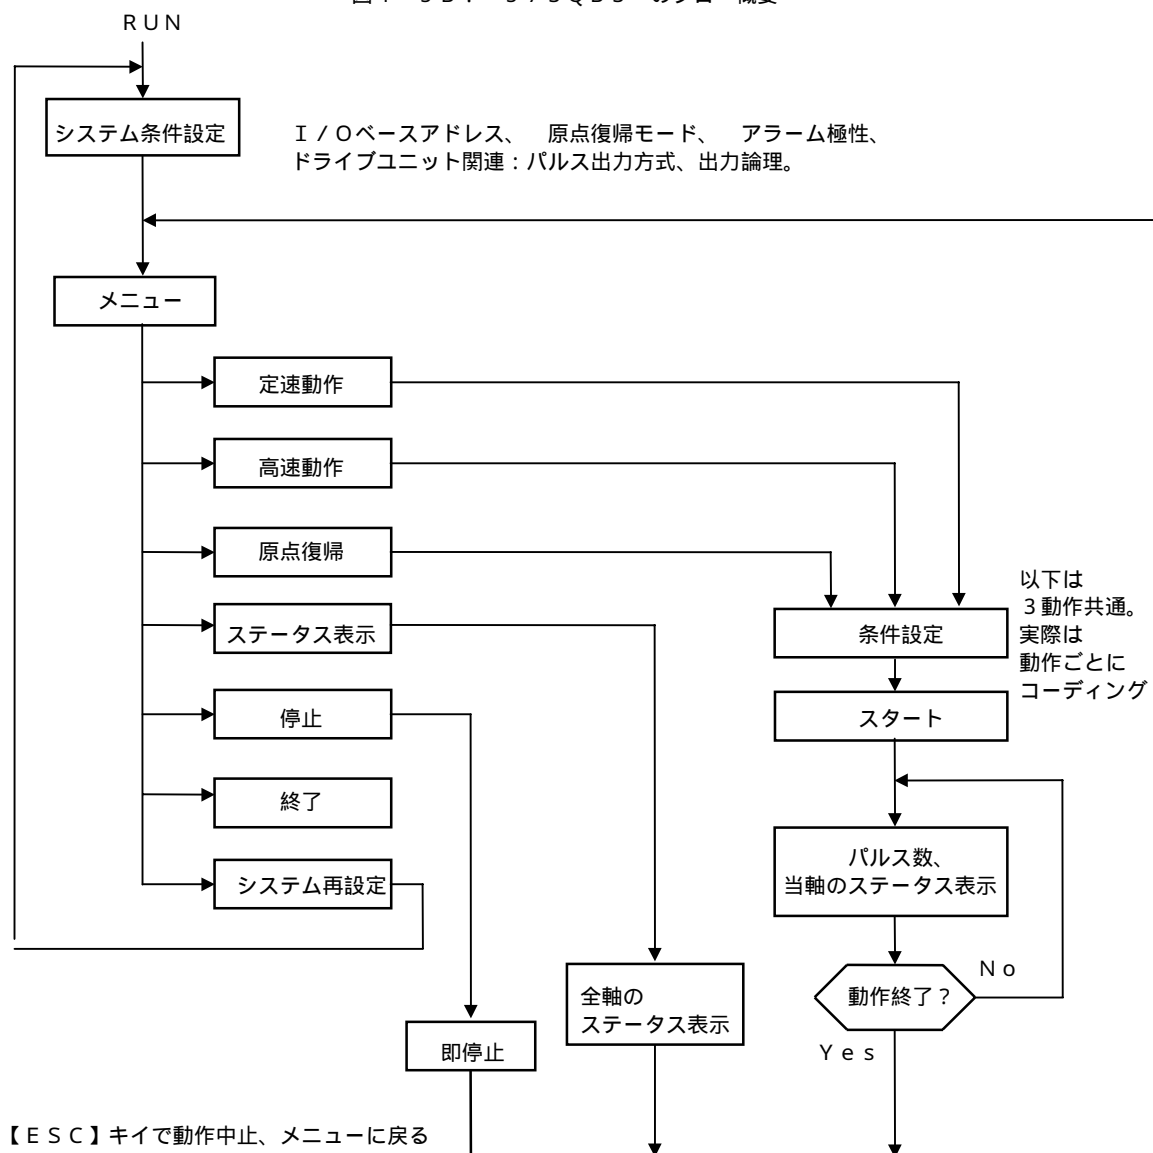 ＲＵＮ
システム条件設定
Ｉ／Ｏベースアドレス、　原点復帰モード、　アラーム極性、
ドライブユニット関連：パルス出力方式、出力論理。
メニュー
定速動作
高速動作
原点復帰
ステータス表示
停止
終了
システム再設定
以下は
３動作共通。
実際は
動作ごとに
コーディング
条件設定
スタート
パルス数、
当軸のステータス表示
動作終了？
Ｎｏ
Ｙｅｓ
全軸の
ステータス表示
即停止
【ＥＳＣ】キイで動作中止、メニューに戻る